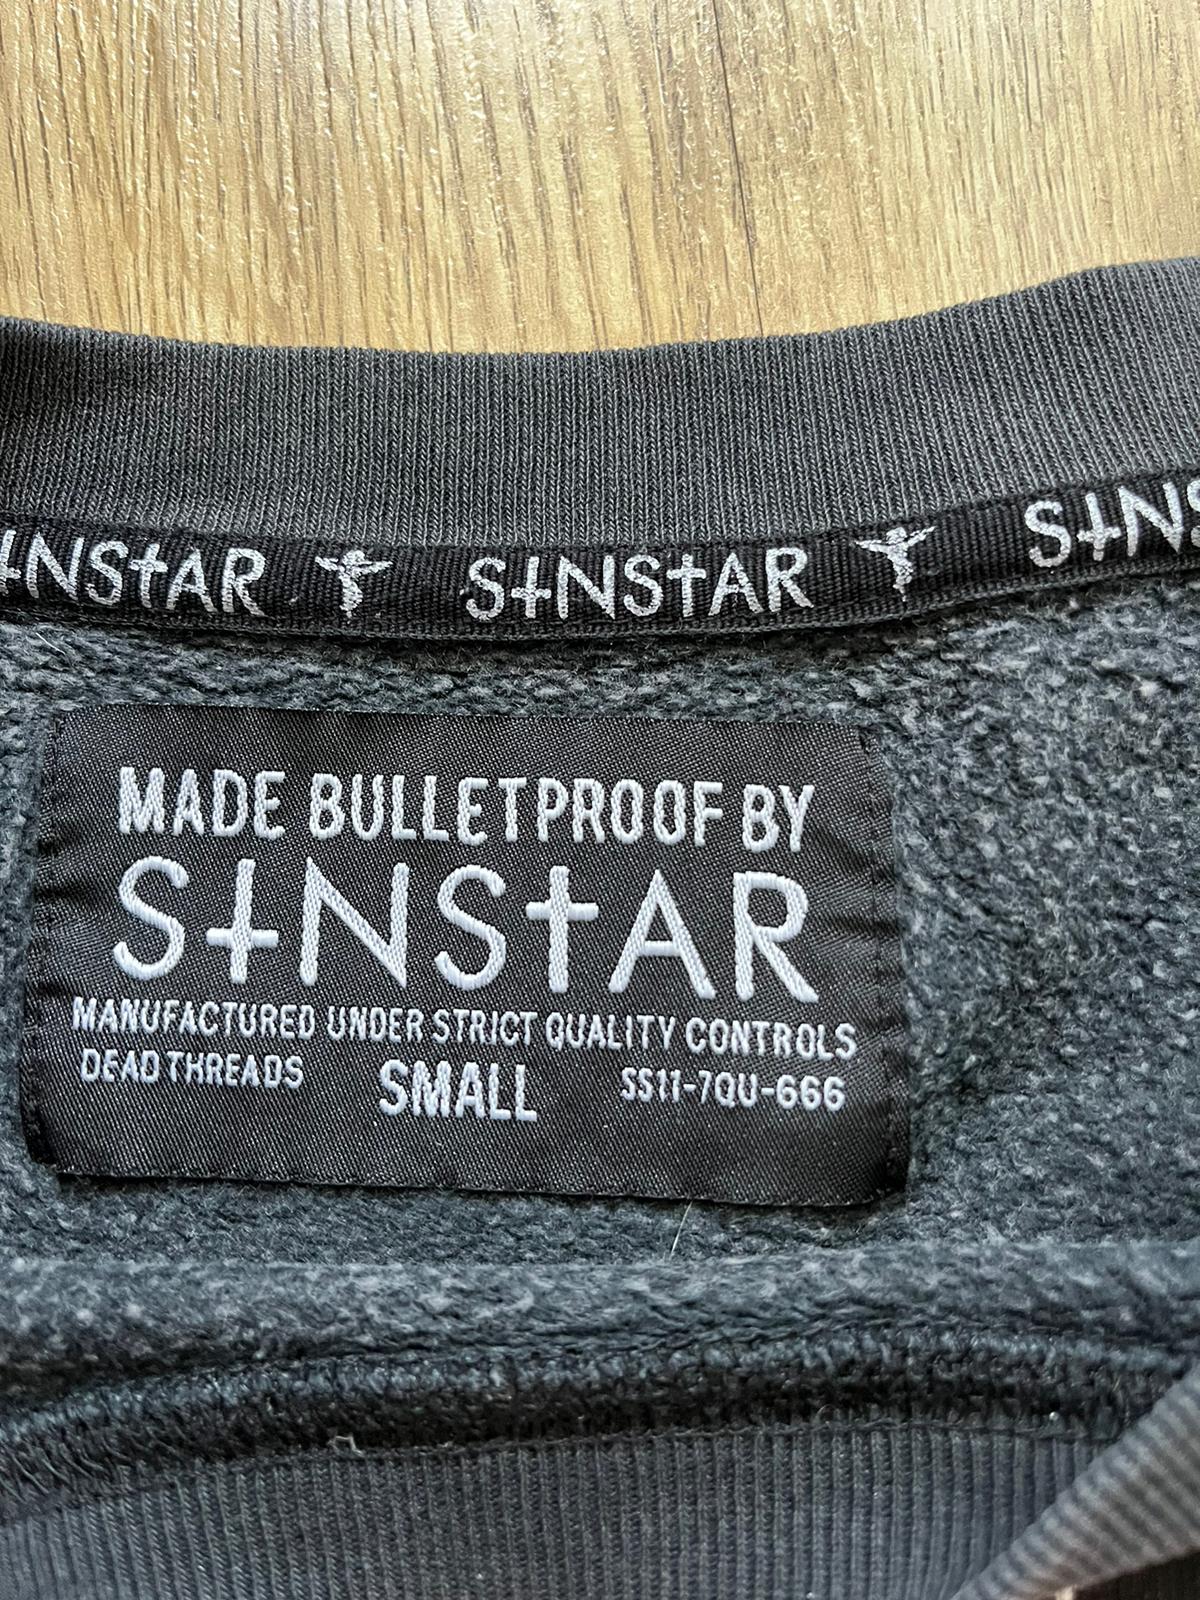 S†NS†AR S†NS†AR S†NS
MADE BULLETPROOF BY
S†NS†AR
MANUFACTURED UNDER STRICT QUALITY CONTROLS
DEAD THREADS SMALL SS11-7QU-666